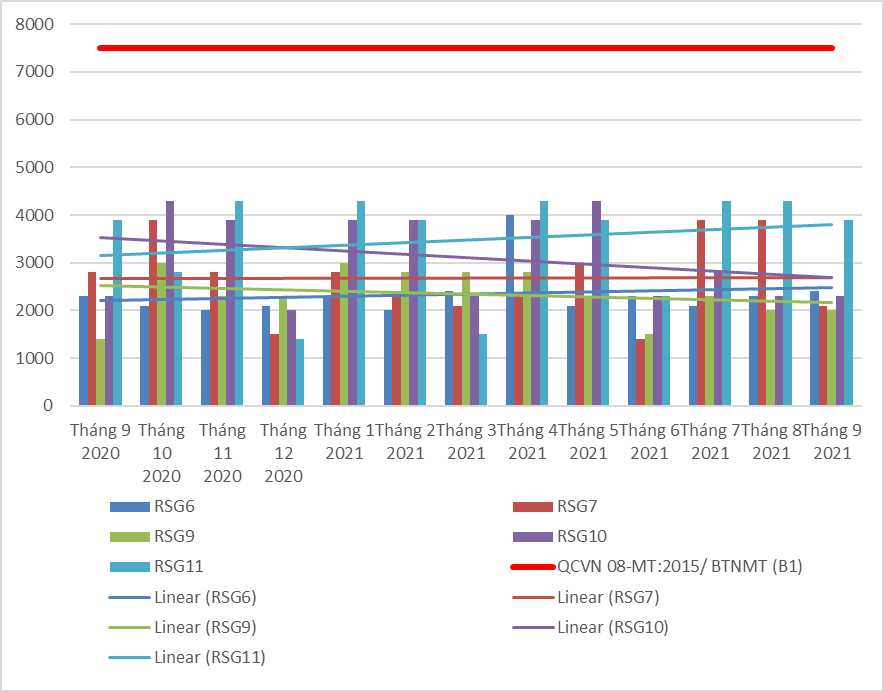 8000
7000
6000
5000
4000
3000
2000
1000
0
Tháng 9 Tháng Tháng Tháng Tháng 1 Tháng 2 Tháng 3 Tháng 4 Tháng 5 Tháng 6 Tháng 7 Tháng 8 Tháng 9
2020 10 11 12 2021 2021 2021 2021 2021 2021 2021 2021 2021
2020 2020 2020
RSG6 RSG7
RSG9 RSG10
RSG11 QCVN 08-MT:2015/ BTNMT (B1)
Linear (RSG6) Linear (RSG7)
Linear (RSG9) Linear (RSG10)
Linear (RSG11)